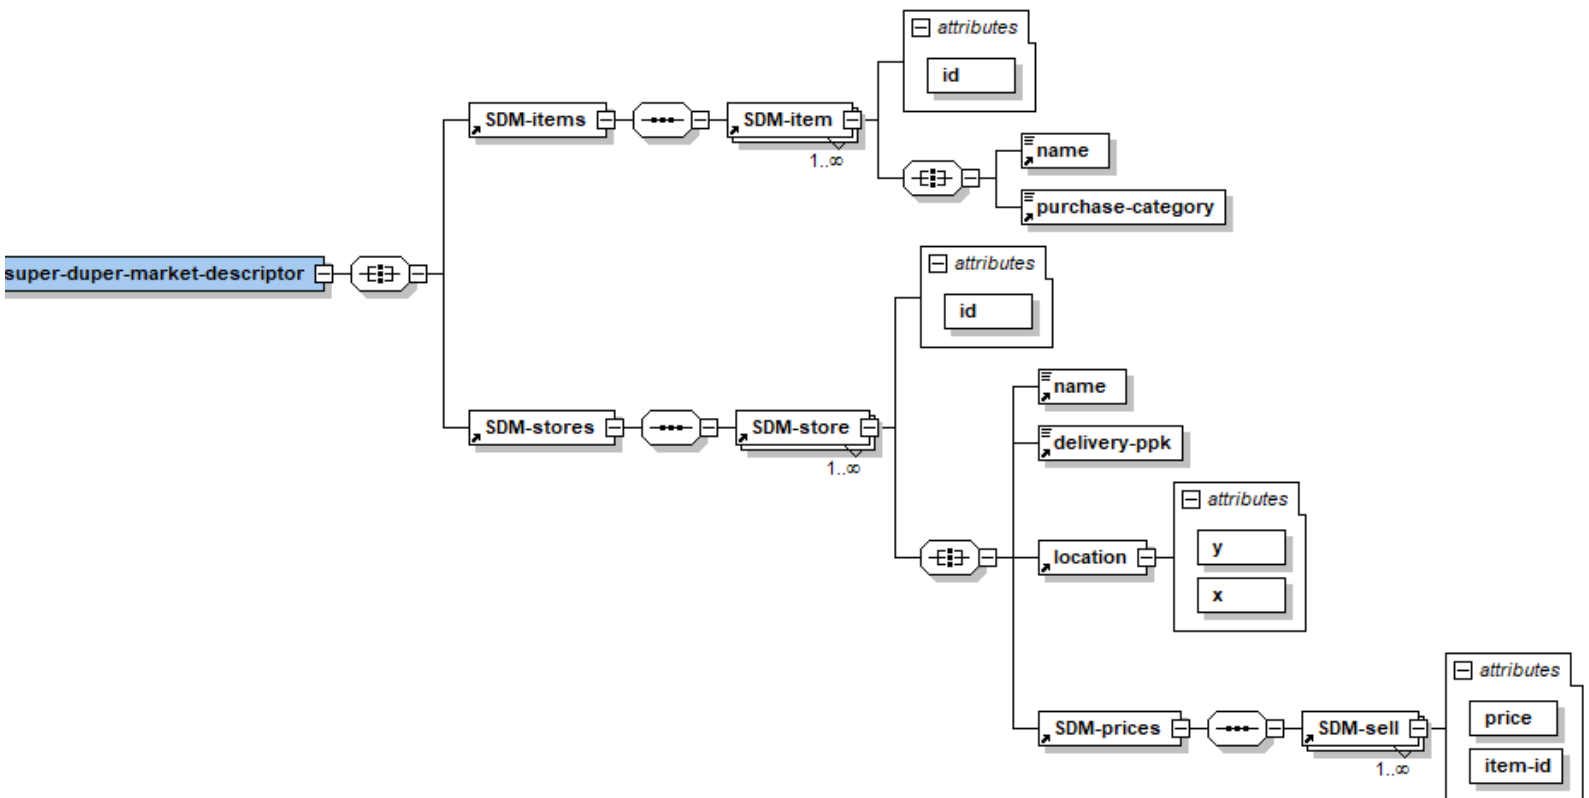 attributes
id
SDM-items
SDM-item
1..∞
name
purchase-category
super-duper-market-descriptor
attributes
id
name
SDM-stores
SDM-store
delivery-ppk
1..∞
attributes
y
location
x
attributes
price
SDM-prices
SDM-sell
item-id
1..∞